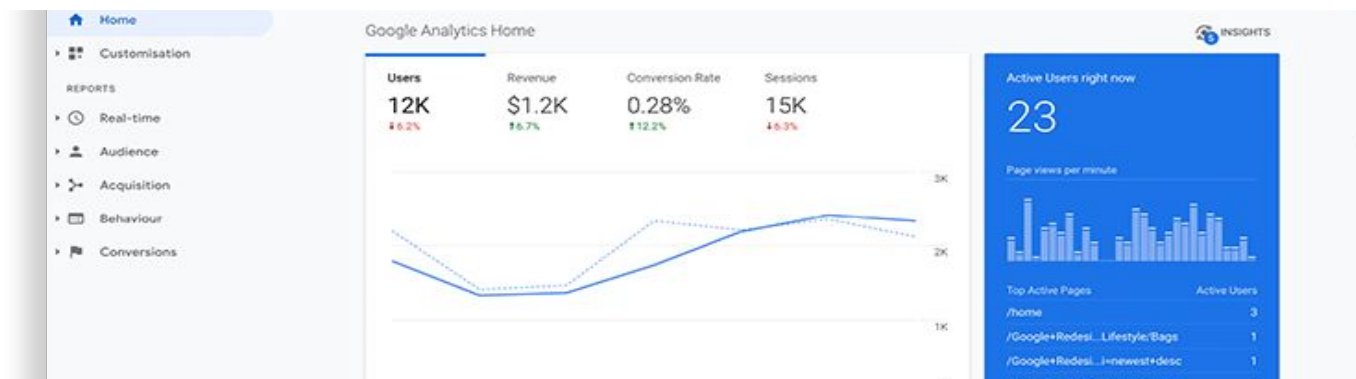 Home
Customisation
REPORTS
Real-time
Audience
Acquisition
Behaviour
Conversions
Google Analytics Home
5 INSIGHTS
Users Revenue Conversion Rate Sessions
12K $1.2K 0.28% 15K
↓6.2% ↑6.7% ↑12.2% ↓6.3%
3K
2K
1K
Active Users right now
23
Page views per minute
Top Active Pages Active Users
/home 3
/Google+Redesi...Lifestyle/Bags 1
/Google+Redesi...i=newest+desc 1